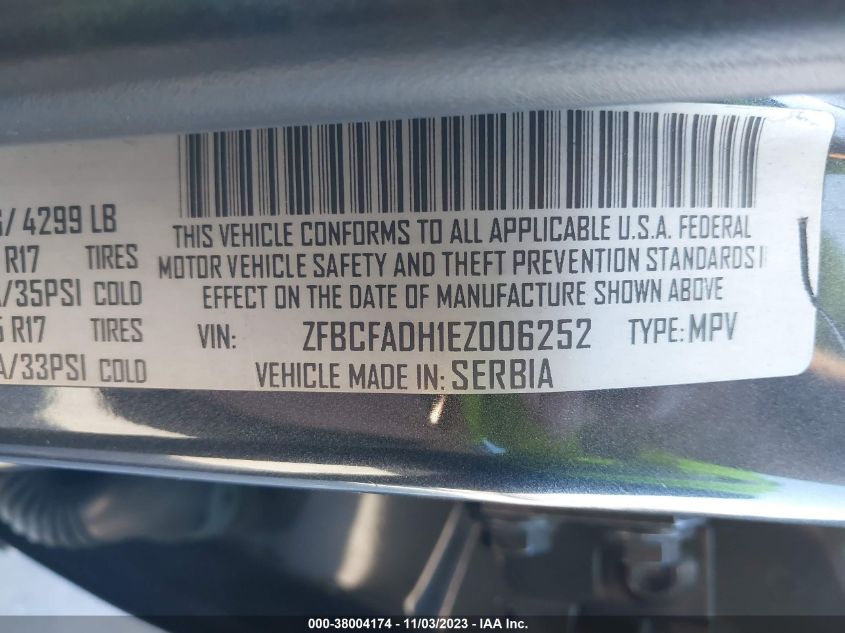 / 4299 LB
THIS VEHICLE CONFORMS TO ALL APPLICABLE U.S.A. FEDERAL
R17 TIRES
MOTOR VEHICLE SAFETY AND THEFT PREVENTION STANDARDS I
/35PSI COLD
EFFECT ON THE DATE OF MANUFACTURE SHOWN ABOVE
R17 TIRES
VIN: ZFBCFADH1EZ006252 TYPE: MPV
A/33PSI COLD
VEHICLE MADE IN: SERBIA
000-38004174 - 11/03/2023 - IAA Inc.